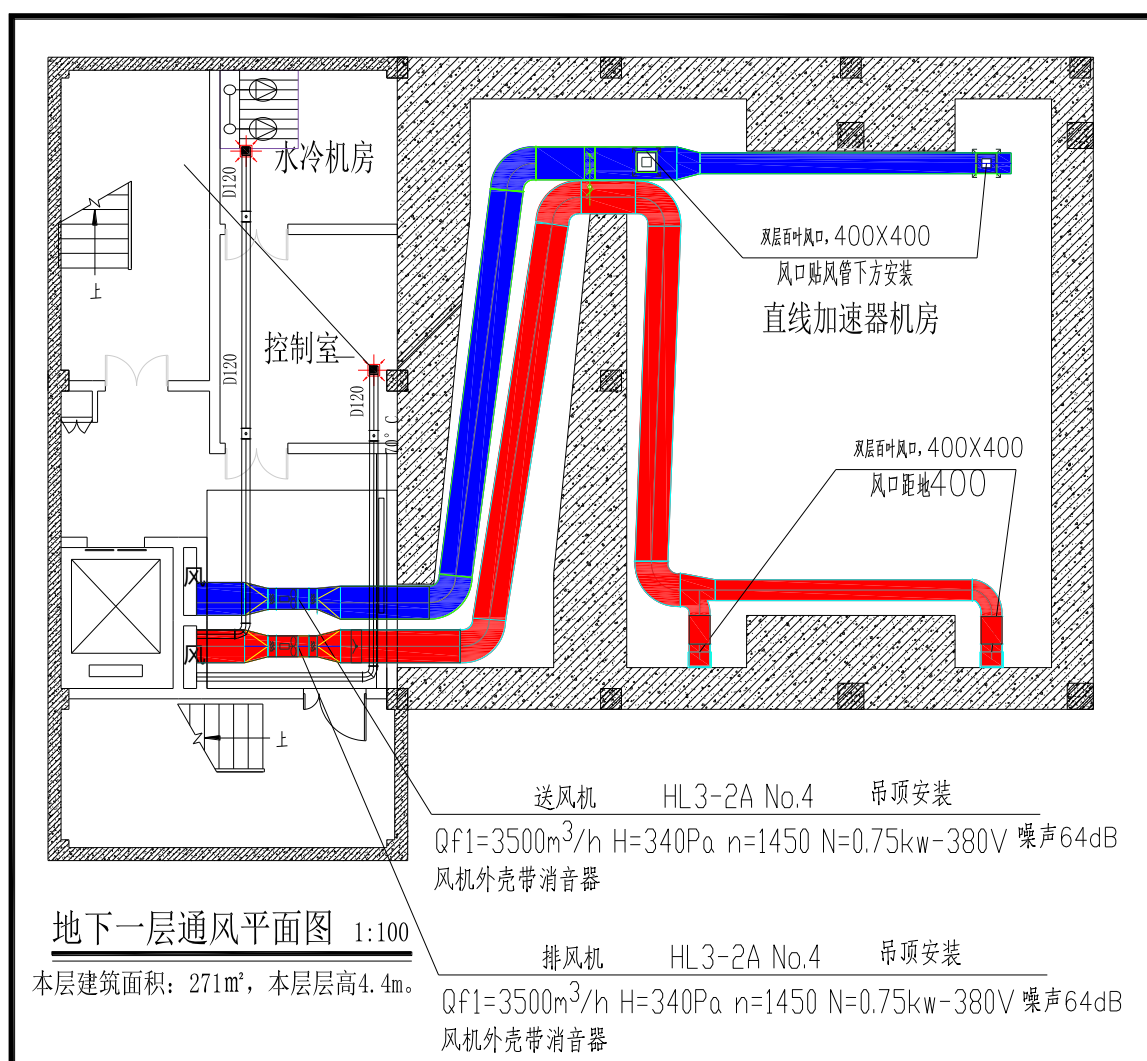 水冷机房
D120
双层百叶风口,400X400
风口贴风管下方安装
直线加速器机房
上
控制室
D120
D120
70°C
双层百叶风口,400X400
风口距地400
风
风
上
送风机 HL3-2A No.4 吊顶安装
Qf1=3500m³/h H=340Pa n=1450 N=0.75kw-380V 噪声64dB
风机外壳带消音器
地下一层通风平面图 1:100
本层建筑面积：271m²，本层层高4.4m。
排风机 HL3-2A No.4 吊顶安装
Qf1=3500m³/h H=340Pa n=1450 N=0.75kw-380V 噪声64dB
风机外壳带消音器